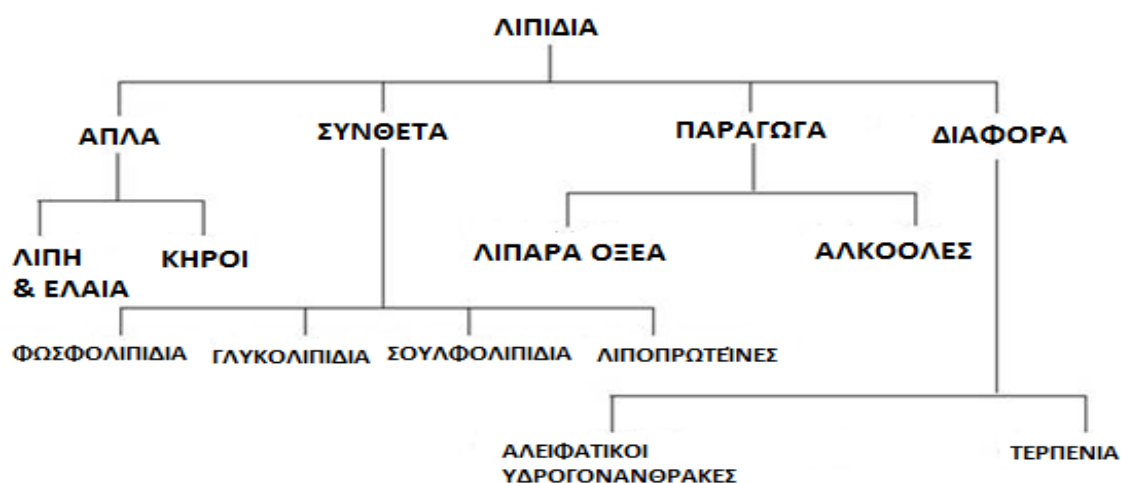 ΛΙΠΙΔΙΑ
ΑΠΛΑ
ΣΥΝΘΕΤΑ
ΠΑΡΑΓΩΓΑ
ΔΙΑΦΟΡΑ
ΛΙΠΗ
& ΕΛΑΙΑ
ΚΗΡΟΙ
ΛΙΠΑΡΑ ΟΞΕΑ
ΑΛΚΟΟΛΕΣ
ΦΩΣΦΟΛΙΠΙΔΙΑ
ΓΛΥΚΟΛΙΠΙΔΙΑ
ΣΟΥΛΦΟΛΙΠΙΔΙΑ
ΛΙΠΟΠΡΩΤΕΪΝΕΣ
ΑΛΕΙΦΑΤΙΚΟΙ
ΥΔΡΟΓΟΝΑΝΘΡΑΚΕΣ
ΤΕΡΠΕΝΙΑ